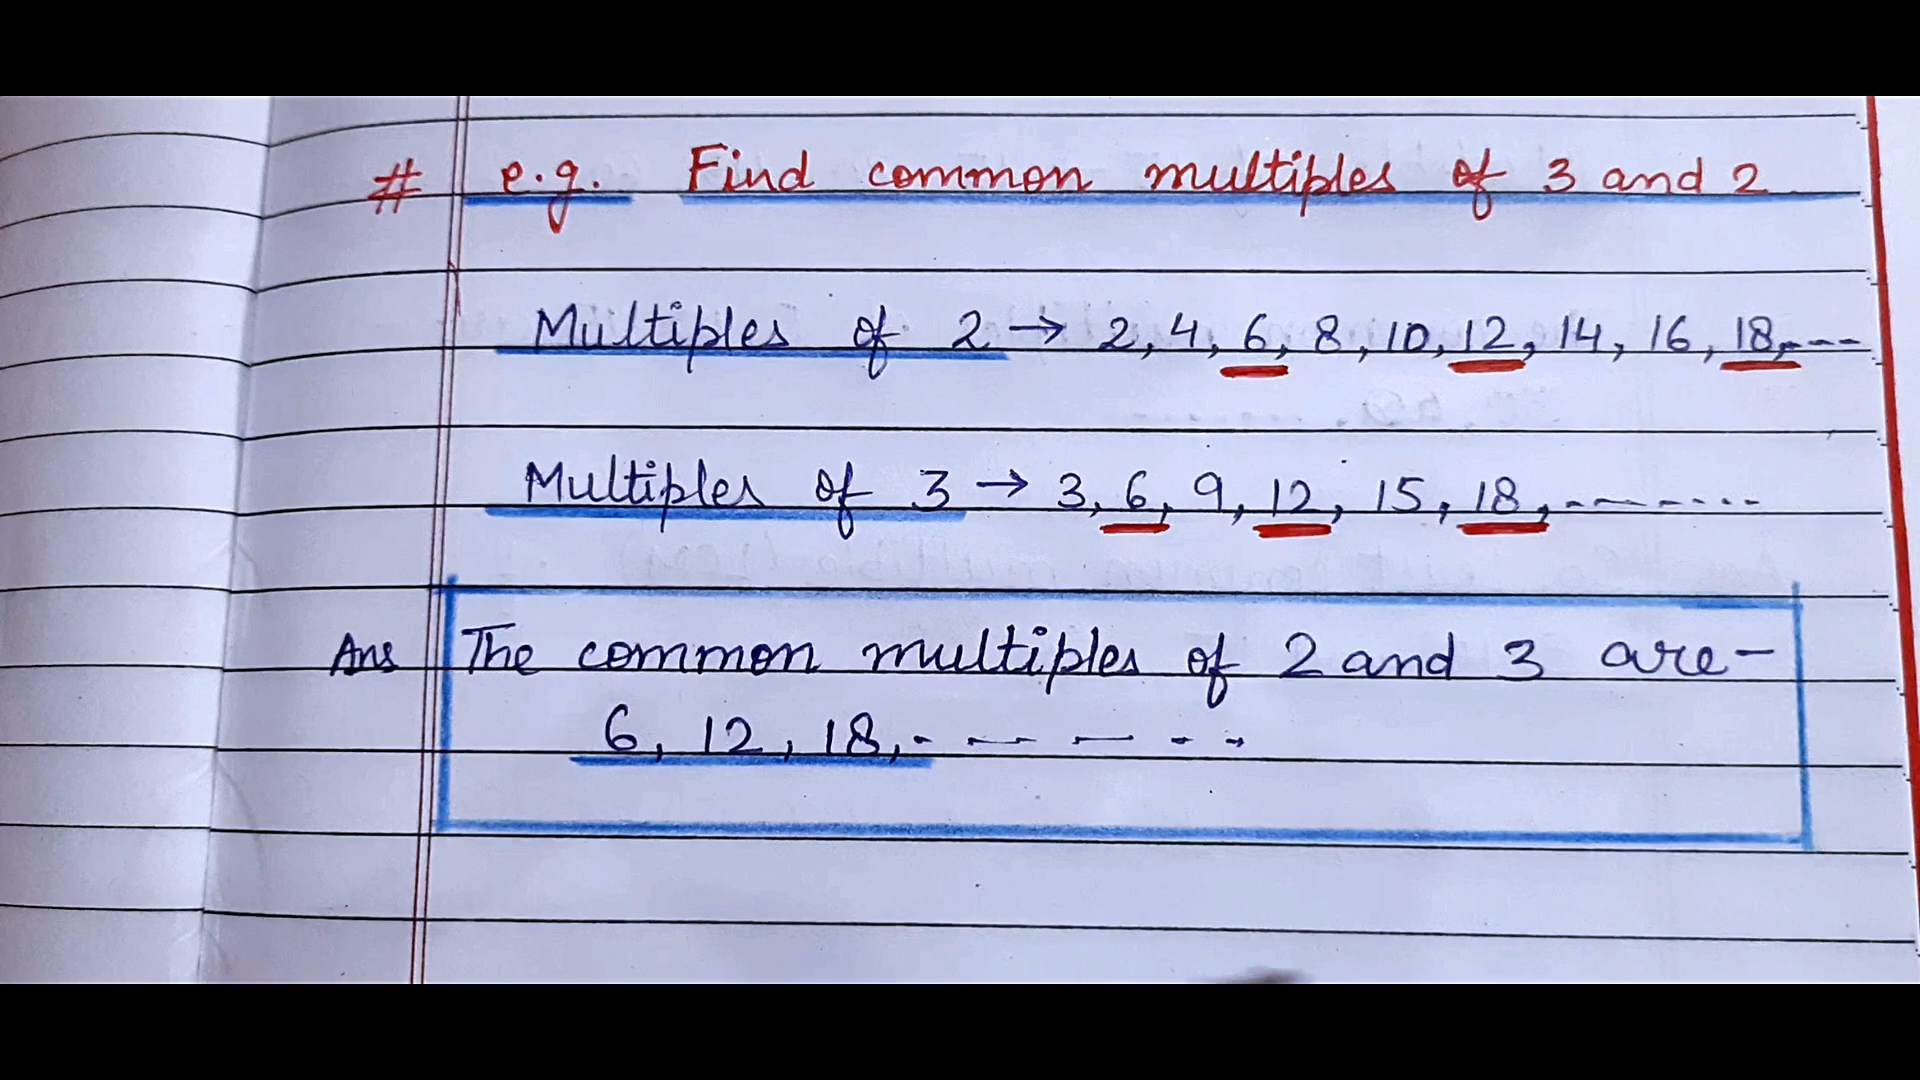 # e.g. Find common multiples of 3 and 2
Multiples of 2 → 2, 4, 6, 8, 10, 12, 14, 16, 18, ---
Multiples of 3 → 3, 6, 9, 12, 15, 18, -------
Ans The common multiples of 2 and 3 are-
6, 12, 18, - - - - -